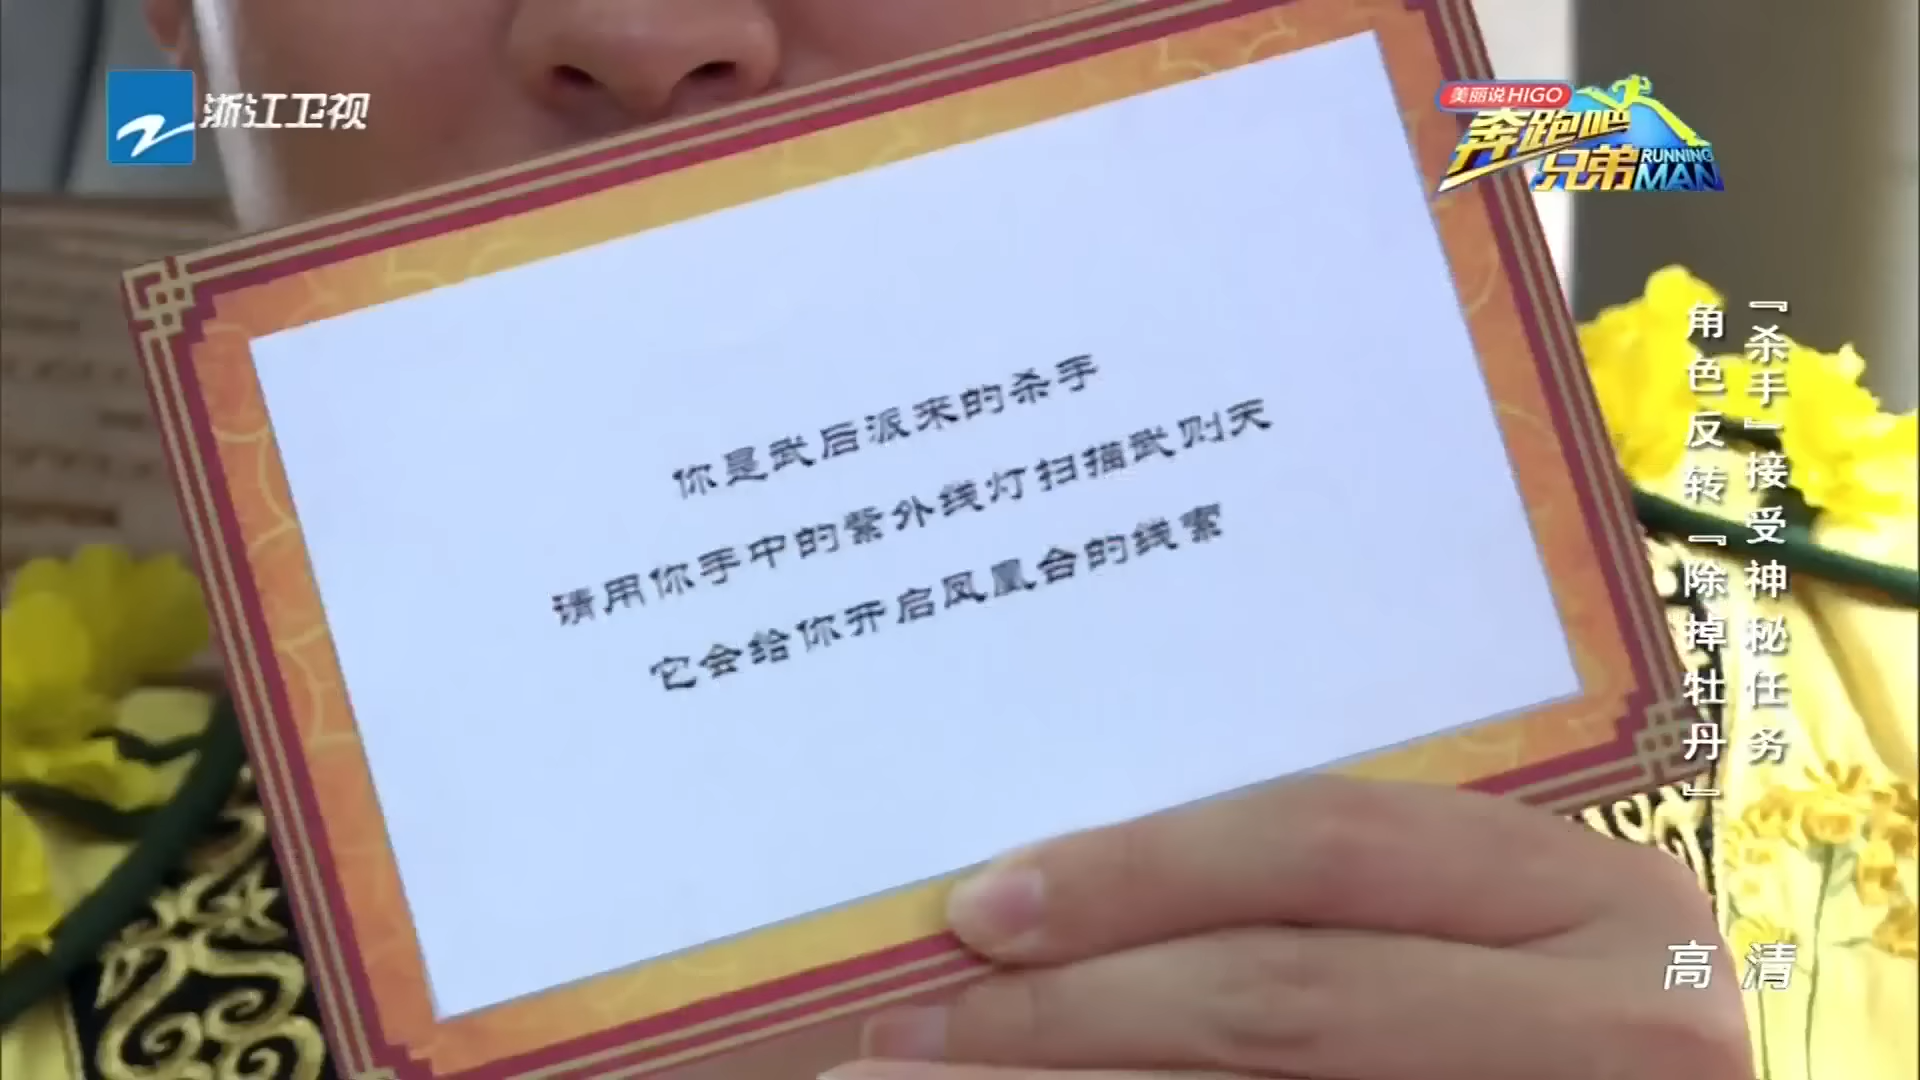 浙江卫视
美丽说HIGO
奔跑吧
兄弟
RUNNING
MAN
你是武后派来的杀手
请用你手中的紫外线灯扫描武则天
它会给你开启凤凰台的线索
『杀手』接受神秘任务
角色反转『除掉牡丹』
高清